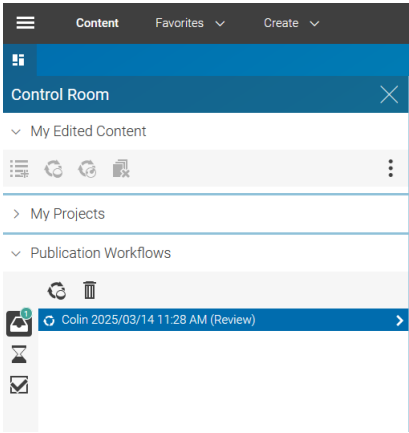 Content Favorites Create
Control Room
My Edited Content
My Projects
Publication Workflows
1
Colin 2025/03/14 11:28 AM (Review)